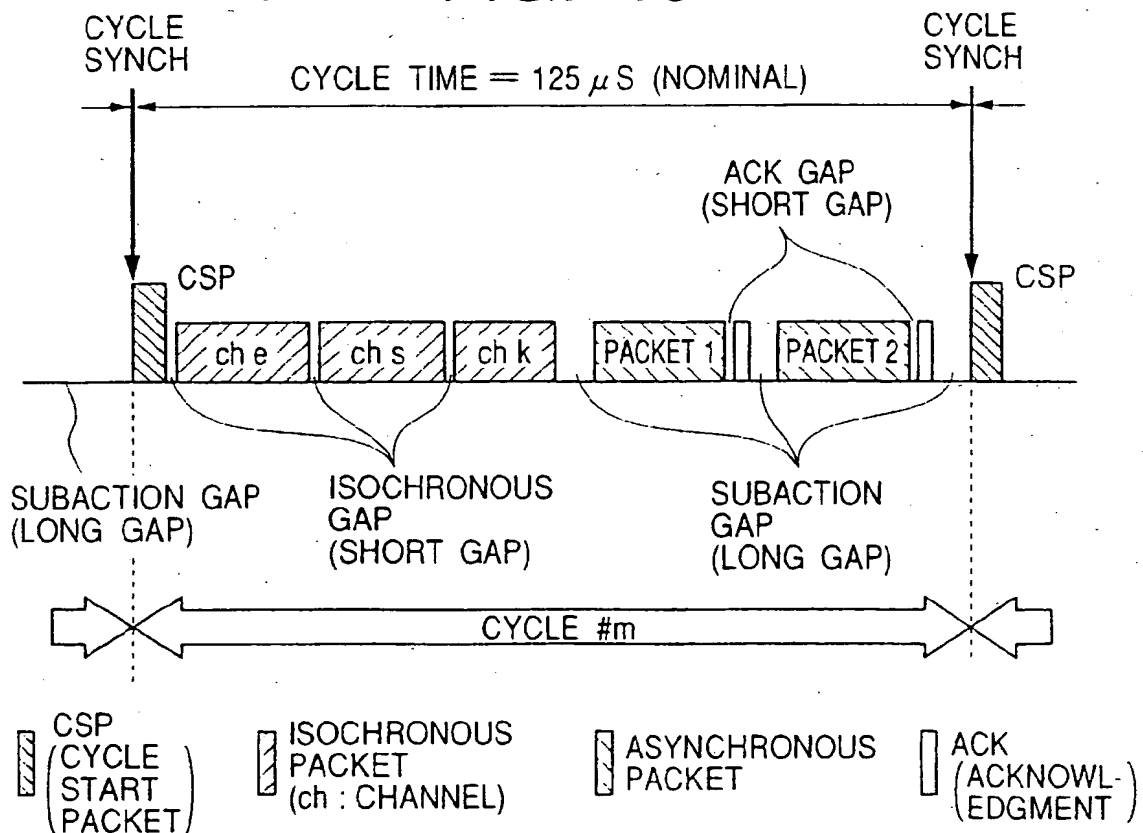 CYCLE
SYNCH
CYCLE TIME = 125 μS (NOMINAL)
CYCLE
SYNCH
ACK GAP
(SHORT GAP)
CSP
CSP
ch e
ch s
ch k
PACKET 1
PACKET 2
SUBACTION GAP
(LONG GAP)
ISOCHRONOUS
GAP
(SHORT GAP)
SUBACTION
GAP
(LONG GAP)
CYCLE #m
CSP
(CYCLE
START
PACKET)
ISOCHRONOUS
PACKET
(ch : CHANNEL)
ASYNCHRONOUS
PACKET
ACK
(ACKNOWL-
EDGMENT)